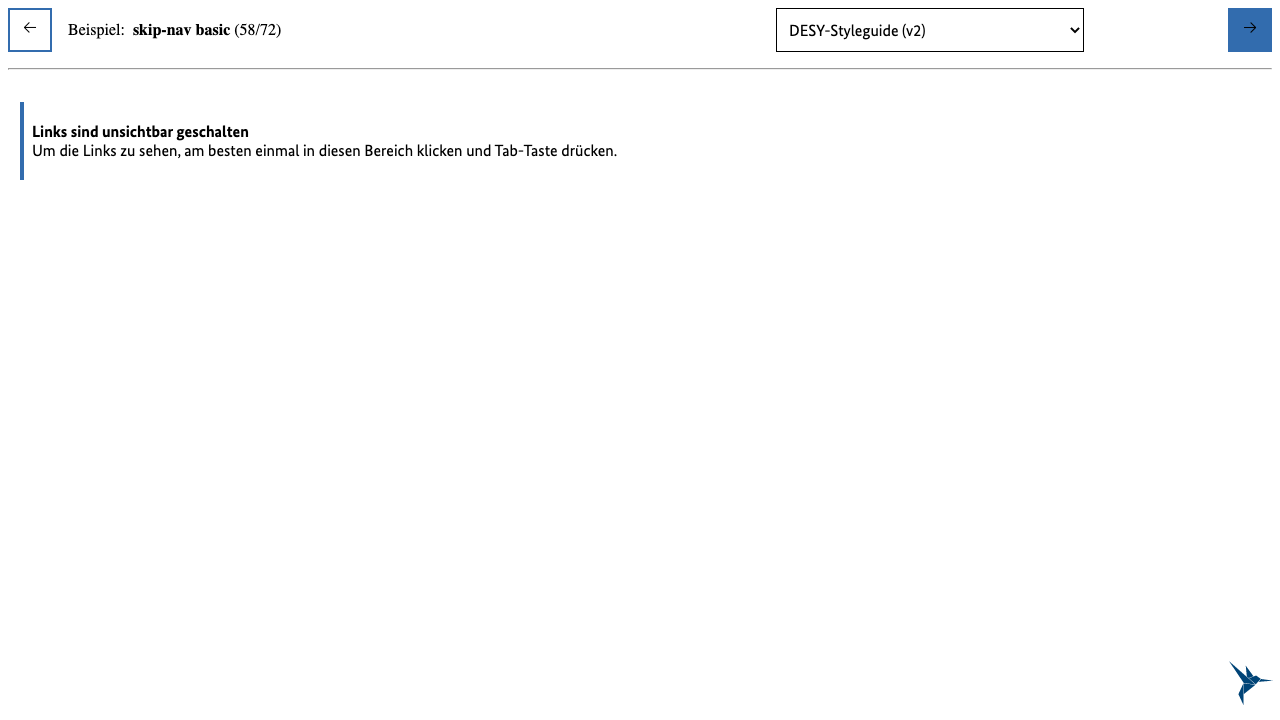 Beispiel: skip-nav basic (58/72)
DESY-Styleguide (v2)
Links sind unsichtbar geschalten
Um die Links zu sehen, am besten einmal in diesen Bereich klicken und Tab-Taste drücken.